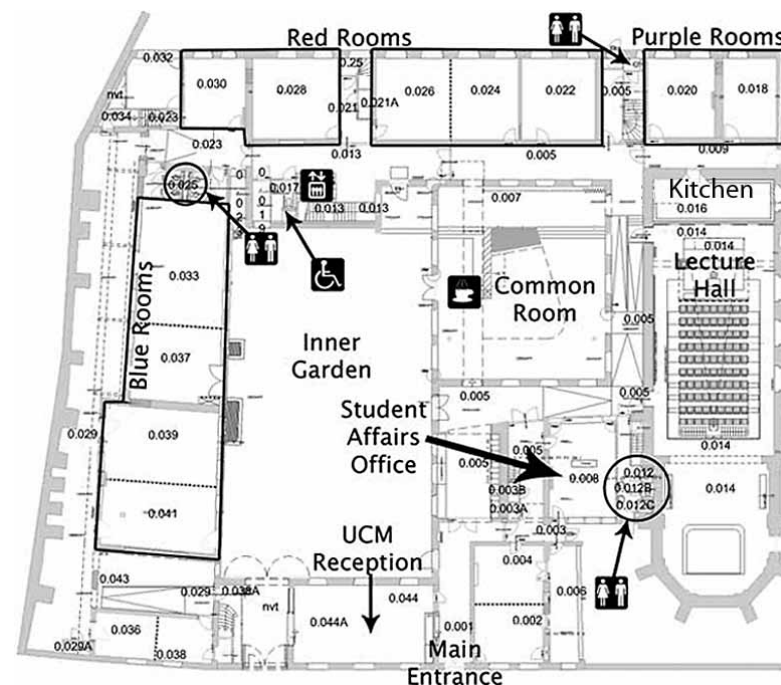 Red Rooms
Purple Rooms
0.032
0.030
0.028
0.25
0.021
0.021A
0.026
0.024
0.022
0.005
0.020
0.018
nvt
0.034
0.023
0.023
0.013
0.005
0.009
0.025
0.017
0.013
0.013
0.019
0.007
Kitchen
0.016
0.014
0.014
Lecture
Hall
0.033
Blue Rooms
0.037
Inner
Garden
Common
Room
0.005
0.029
0.039
0.041
Student
Affairs
Office
0.005
0.005
0.005
0.005
0.003B
0.003A
0.008
0.012
0.012B
0.012C
0.014
0.014
0.003
UCM
Reception
0.043
0.029
0.038A
nvt
0.044
0.044A
0.004
0.002
0.006
0.001
0.036
0.038
0.029A
Main
Entrance